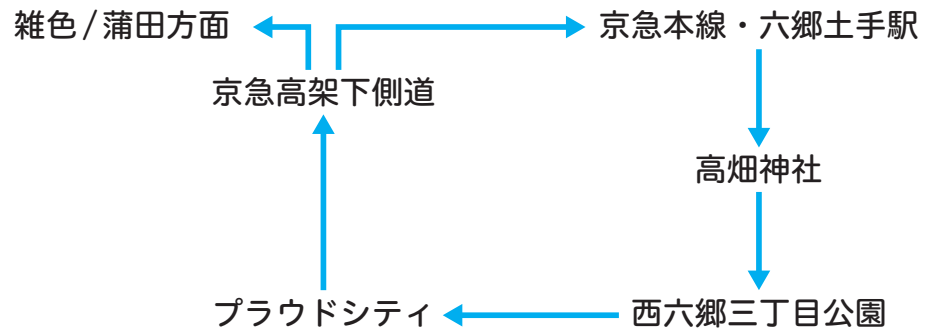 雑色/蒲田方面
京急本線・六郷土手駅
京急高架下側道
高畑神社
プラウドシティ
西六郷三丁目公園